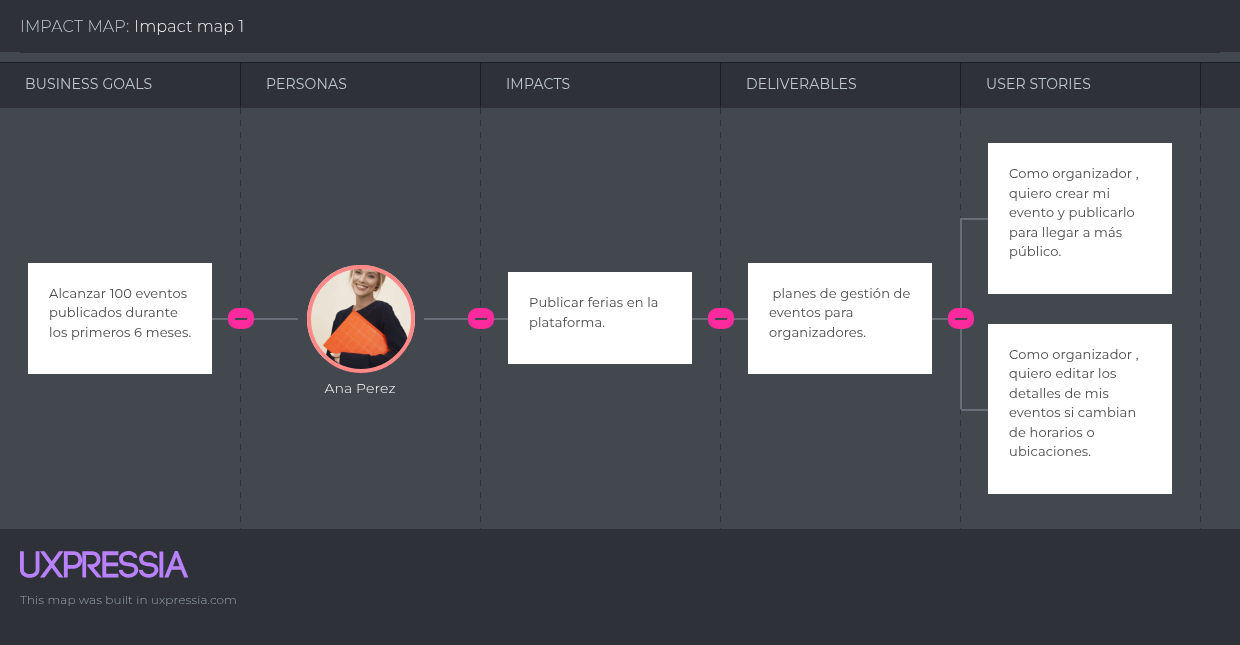 IMPACT MAP: Impact map 1
BUSINESS GOALS
PERSONAS
IMPACTS
DELIVERABLES
USER STORIES
Alcanzar 100 eventos
publicados durante
los primeros 6 meses.
Ana Perez
Publicar ferias en la
plataforma.
planes de gestión de
eventos para
organizadores.
Como organizador ,
quiero crear mi
evento y publicarlo
para llegar a más
público.
Como organizador ,
quiero editar los
detalles de mis
eventos si cambian
de horarios o
ubicaciones.
UXPRESSIA
This map was built in uxpressia.com